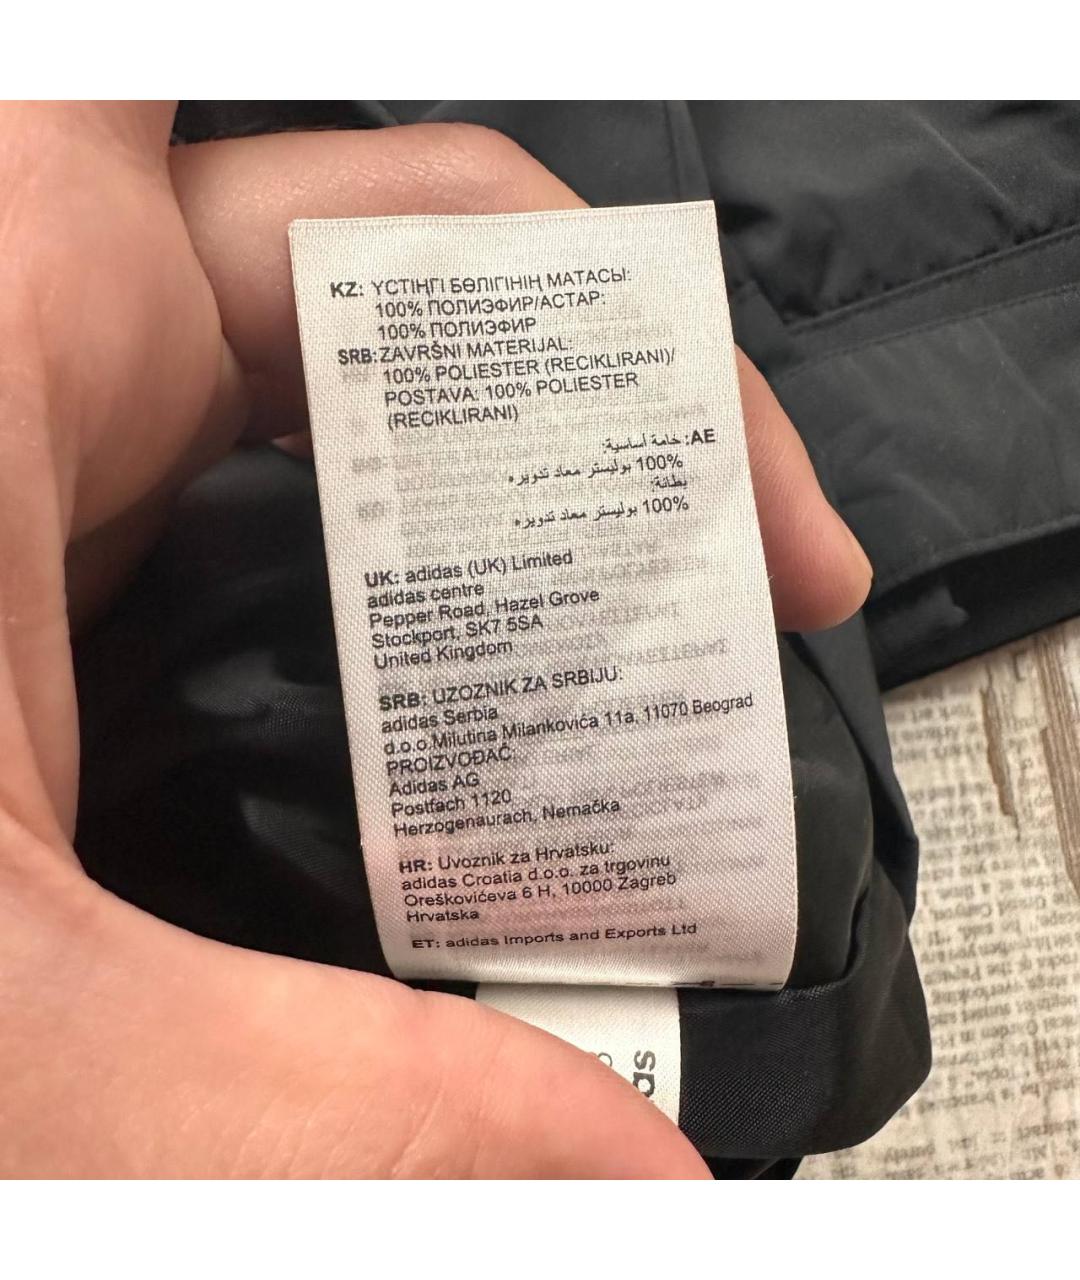 KZ: ҮСТІҢГІ БӨЛІГІНІҢ МАТАСЫ:
100% ПОЛИЭФИР/АСТАР:
100% ПОЛИЭФИР
SRB: ZAVRŠNI MATERIJAL:
100% POLIESTER (RECIKLIRANI)/
POSTAVA: 100% POLIESTER
(RECIKLIRANI)
AE: خامة أساسية:
100% بوليستر معاد تدويره
بطانة:
100% بوليستر معاد تدويره
UK: adidas (UK) Limited
adidas centre
Pepper Road, Hazel Grove
Stockport, SK7 5SA
United Kingdom
SRB: UZOZNIK ZA SRBIJU:
adidas Serbia
d.o.o.Milutina Milankovića 11a, 11070 Beograd
PROIZVOĐAČ:
Adidas AG
Postfach 1120
Herzogenaurach, Nemačka
HR: Uvoznik za Hrvatsku:
adidas Croatia d.o.o. za trgovinu
Oreškovićeva 6 H, 10000 Zagreb
Hrvatska
ET: adidas Imports and Exports Ltd